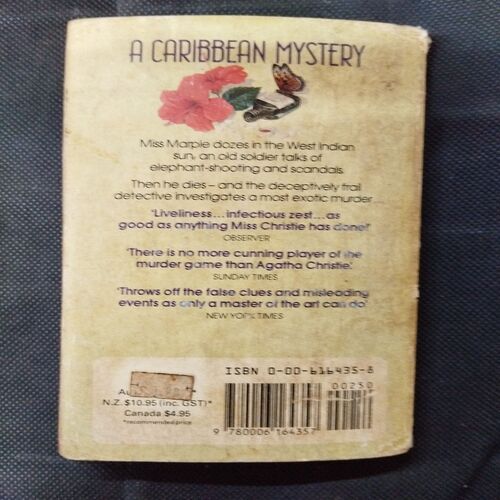 A CARIBBEAN MYSTERY
Miss Marple dozes in the West Indian
sun, an old soldier talks of
elephant-shooting and scandals.
Then he dies – and the deceptively frail
detective investigates a most exotic murder...
'Liveliness...infectious zest...as
good as anything Miss Christie has done!'
OBSERVER
'There is no more cunning player of the
murder game than Agatha Christie.'
SUNDAY TIMES
'Throws off the false clues and misleading
events as only a master of the art can do'
NEW YORK TIMES
ISBN 0-00-616435-8
00250
N.Z. $10.95 (inc. GST)*
Canada $4.95
*recommended price
9 780006 164357